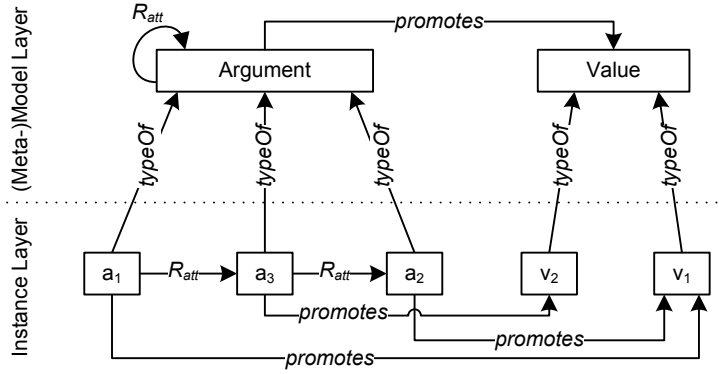 R_att
promotes
Argument
Value
(Meta-)Model Layer
typeOf
typeOf
typeOf
typeOf
typeOf
Instance Layer
a₁
R_att
a₃
R_att
a₂
v₂
v₁
promotes
promotes
promotes